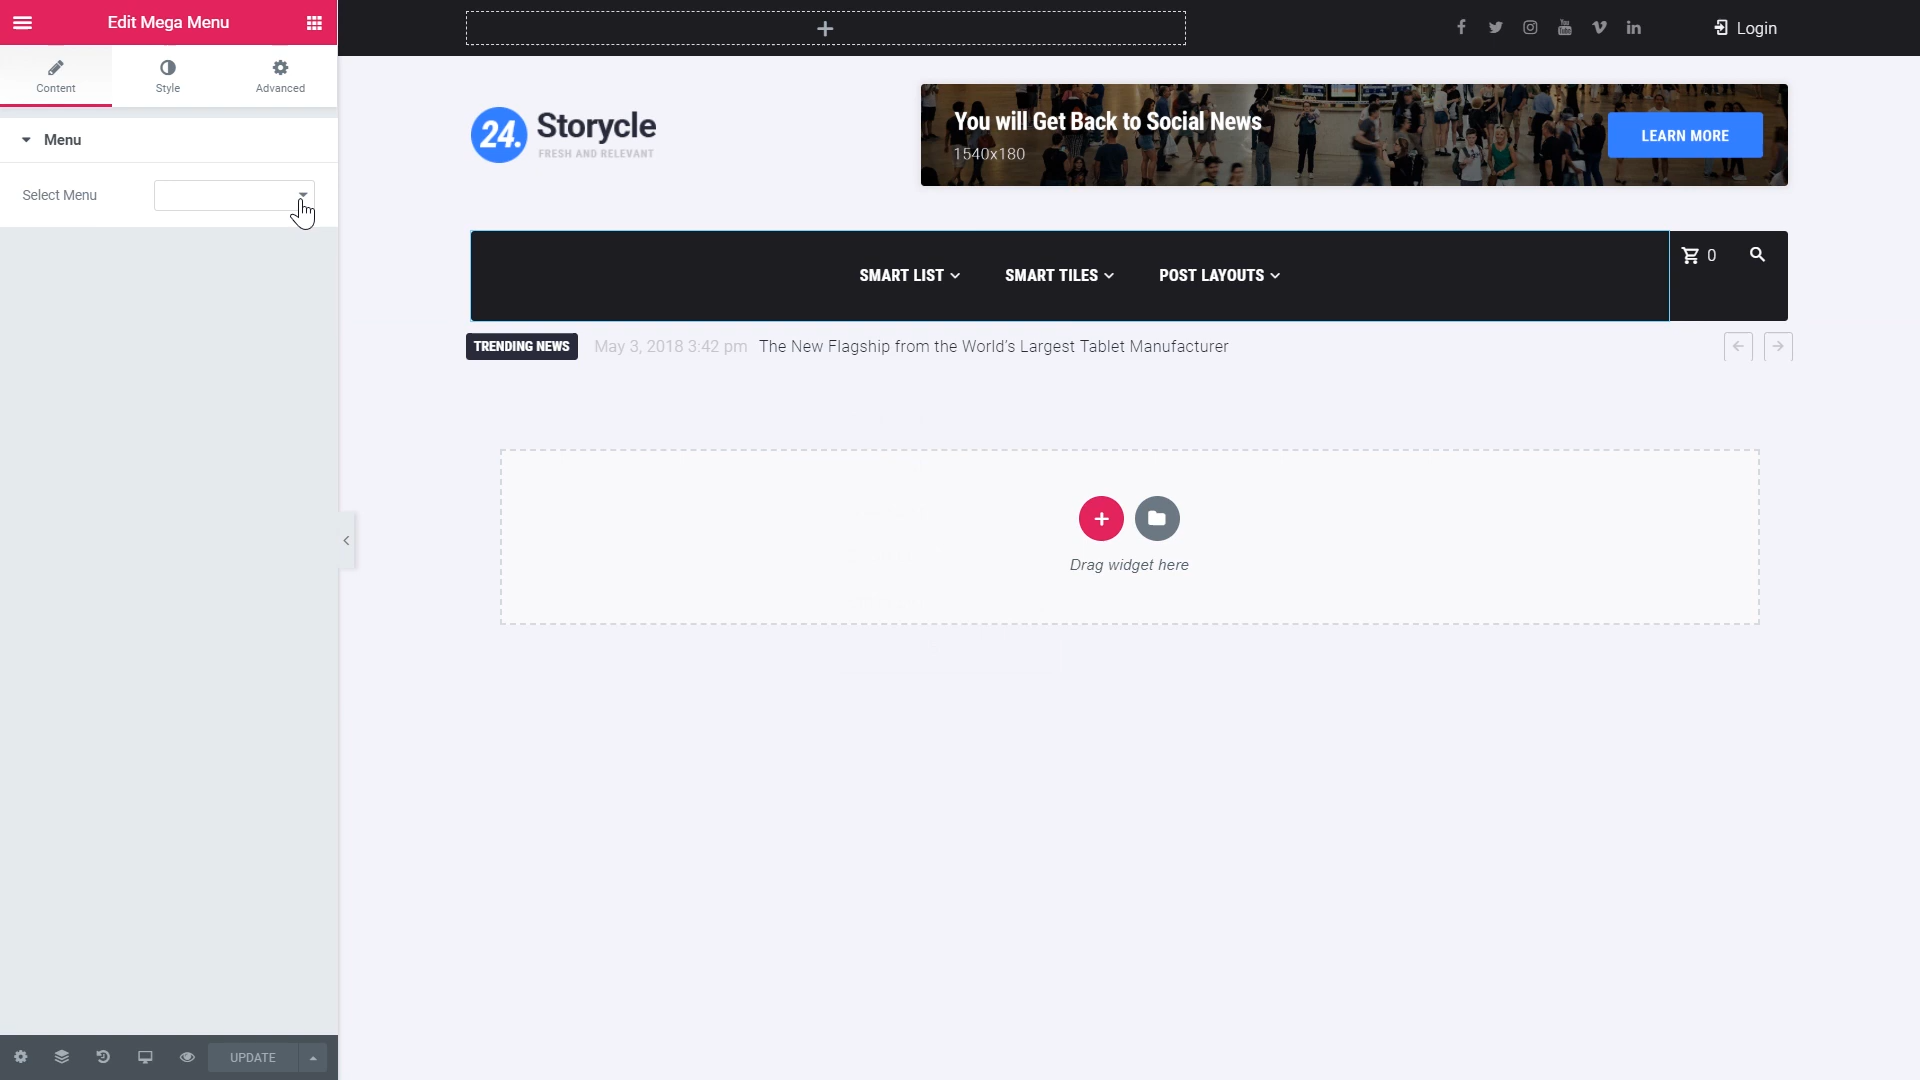 Edit Mega Menu
Content
Style
Advanced
Menu
Select Menu
UPDATE
Login
24. Storycle
FRESH AND RELEVANT
You will Get Back to Social News
1540x180
LEARN MORE
SMART LIST
SMART TILES
POST LAYOUTS
0
TRENDING NEWS May 3, 2018 3:42 pm The New Flagship from the World's Largest Tablet Manufacturer
Drag widget here